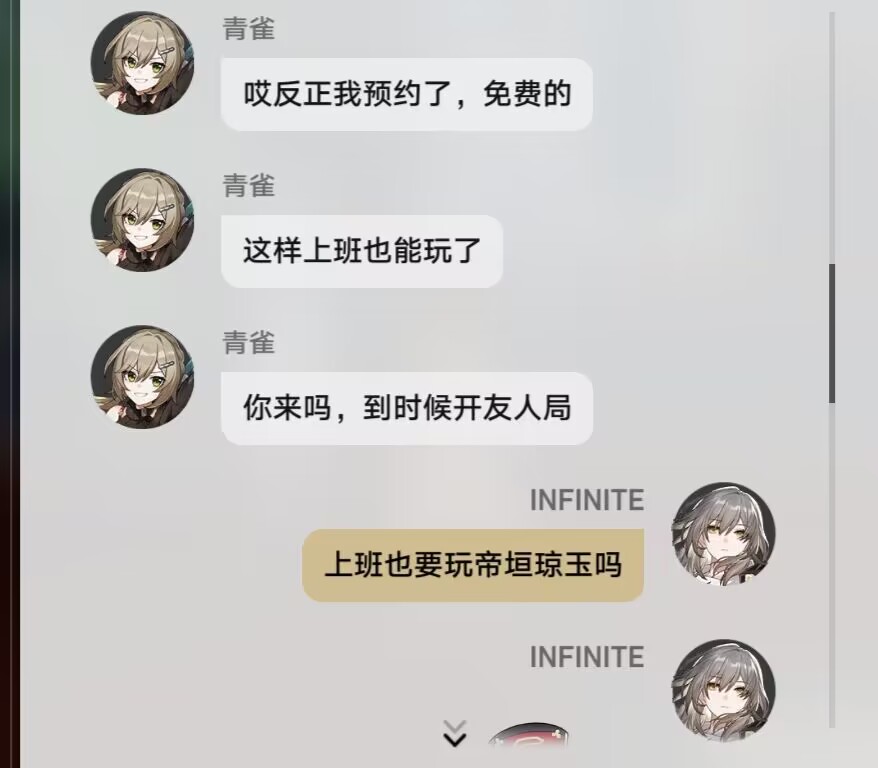 青雀
哎反正我预约了，免费的
青雀
这样上班也能玩了
青雀
你来吗，到时候开友人局
INFINITE
上班也要玩帝垣琼玉吗
INFINITE